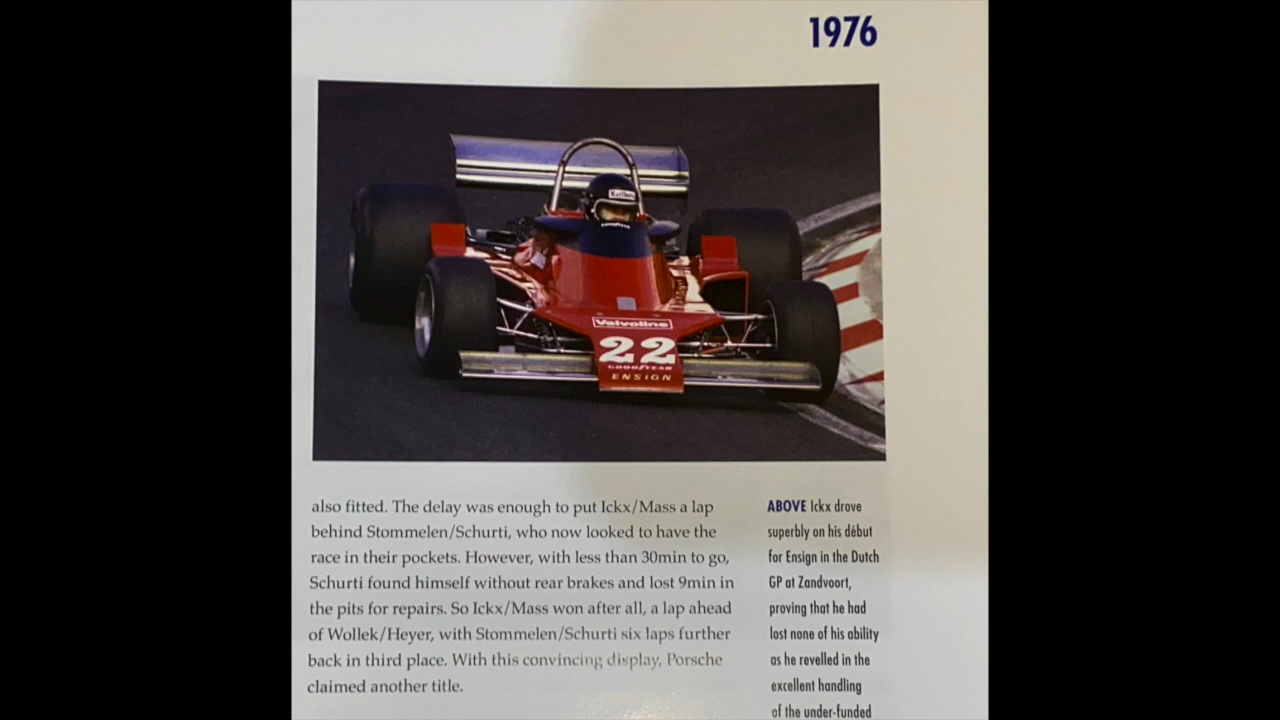 1976
Marlboro
GOODYEAR
Valvoline
22
GOODYEAR
ENSIGN
also fitted. The delay was enough to put Ickx/Mass a lap
behind Stommelen/Schurti, who now looked to have the
race in their pockets. However, with less than 30min to go,
Schurti found himself without rear brakes and lost 9min in
the pits for repairs. So Ickx/Mass won after all, a lap ahead
of Wollek/Heyer, with Stommelen/Schurti six laps further
back in third place. With this convincing display, Porsche
claimed another title.
ABOVE Ickx drove
superbly on his début
for Ensign in the Dutch
GP at Zandvoort,
proving that he had
lost none of his ability
as he revelled in the
excellent handling
of the under-funded